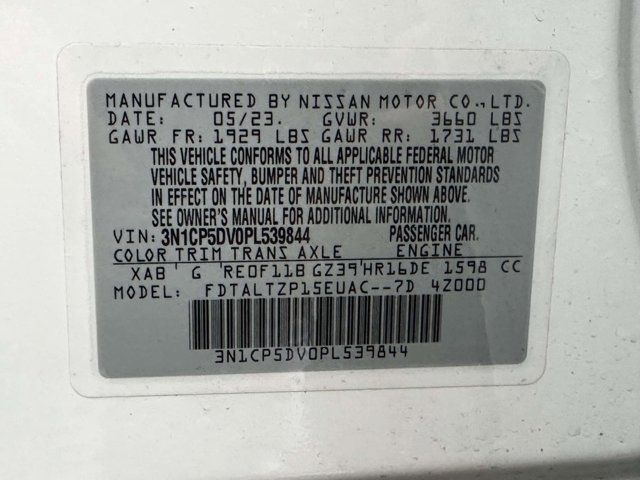 MANUFACTURED BY NISSAN MOTOR CO.,LTD.
DATE: 05/23. GVWR: 3660 LBS
GAWR FR: 1929 LBS GAWR RR: 1731 LBS
THIS VEHICLE CONFORMS TO ALL APPLICABLE FEDERAL MOTOR
VEHICLE SAFETY, BUMPER AND THEFT PREVENTION STANDARDS
IN EFFECT ON THE DATE OF MANUFACTURE SHOWN ABOVE.
SEE OWNER'S MANUAL FOR ADDITIONAL INFORMATION.
VIN: 3N1CP5DV0PL539844 PASSENGER CAR.
COLOR TRIM TRANS AXLE ENGINE
XAB G RE0F11B GZ39 HR16DE 1598 CC
MODEL: FDTALTZP15EUAC--7D 4Z000
3N1CP5DV0PL539844